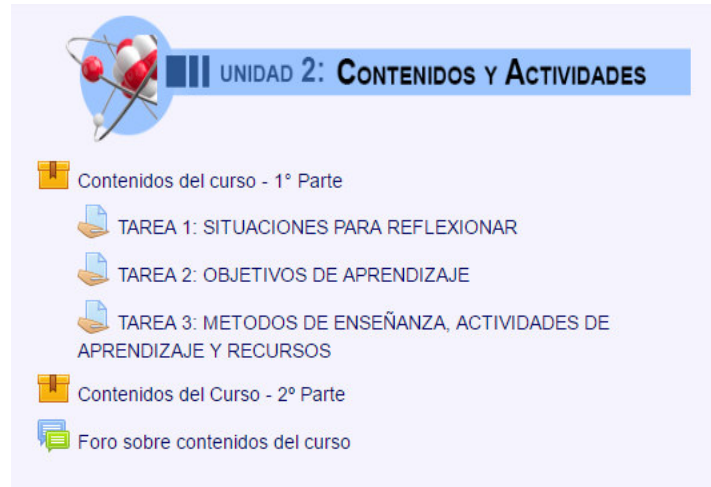 UNIDAD 2: CONTENIDOS Y ACTIVIDADES
Contenidos del curso - 1° Parte
TAREA 1: SITUACIONES PARA REFLEXIONAR
TAREA 2: OBJETIVOS DE APRENDIZAJE
TAREA 3: METODOS DE ENSEÑANZA, ACTIVIDADES DE
APRENDIZAJE Y RECURSOS
Contenidos del Curso - 2º Parte
Foro sobre contenidos del curso